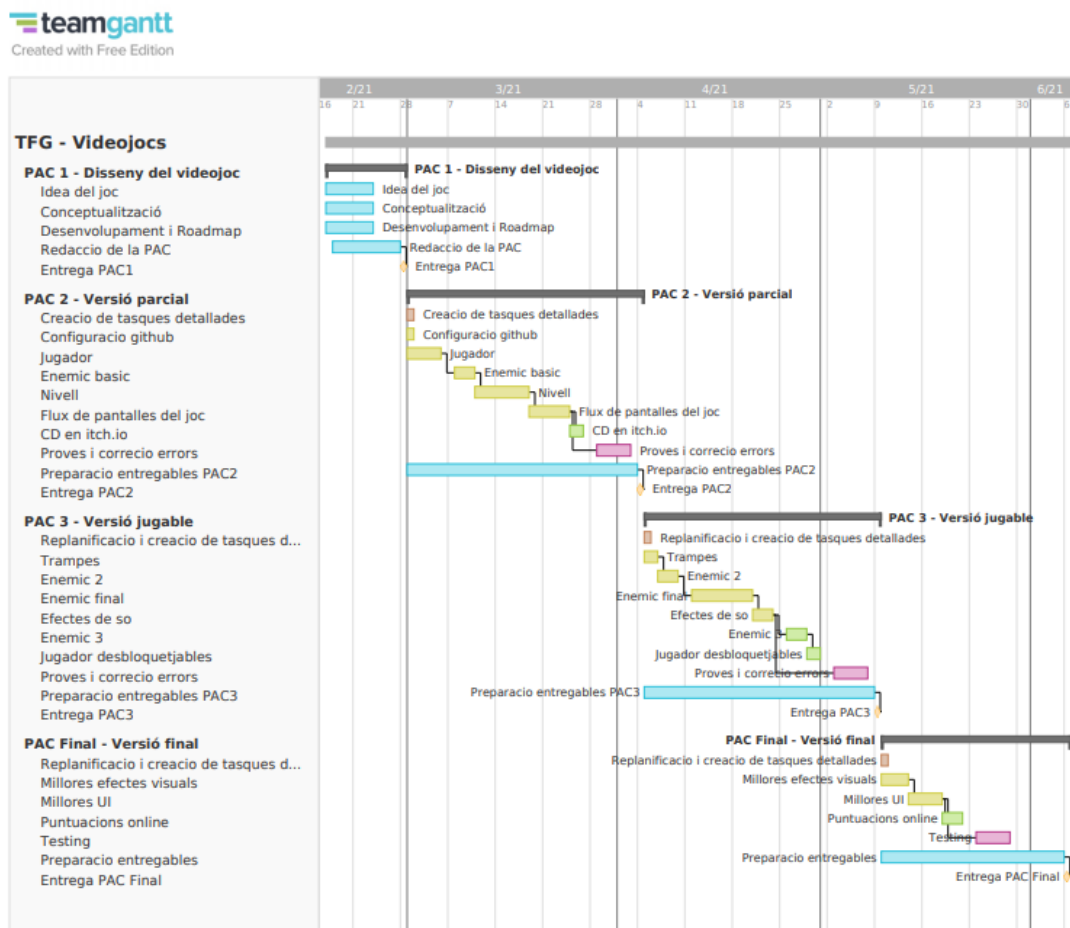 teamgantt
Created with Free Edition
2/21 3/21 4/21 5/21 6/21
16 21 28 7 14 21 28 4 11 18 25 2 9 16 23 30 6
TFG - Videojocs
PAC 1 - Disseny del videojoc PAC 1 - Disseny del videojoc
Idea del joc Idea del joc
Conceptualització Conceptualització
Desenvolupament i Roadmap Desenvolupament i Roadmap
Redaccio de la PAC Redaccio de la PAC
Entrega PAC1 Entrega PAC1
PAC 2 - Versió parcial PAC 2 - Versió parcial
Creacio de tasques detallades Creacio de tasques detallades
Configuracio github Configuracio github
Jugador Jugador
Enemic basic Enemic basic
Nivell Nivell
Flux de pantalles del joc Flux de pantalles del joc
CD en itch.io CD en itch.io
Proves i correcio errors Proves i correcio errors
Preparacio entregables PAC2 Preparacio entregables PAC2
Entrega PAC2 Entrega PAC2
PAC 3 - Versió jugable PAC 3 - Versió jugable
Replanificacio i creacio de tasques d... Replanificacio i creacio de tasques detallades
Trampes Trampes
Enemic 2 Enemic 2
Enemic final Enemic final
Efectes de so Efectes de so
Enemic 3 Enemic 3
Jugador desbloquetjables Jugador desbloquetjables
Proves i correcio errors Proves i correcio errors
Preparacio entregables PAC3 Preparacio entregables PAC3
Entrega PAC3 Entrega PAC3
PAC Final - Versió final PAC Final - Versió final
Replanificacio i creacio de tasques d... Replanificacio i creacio de tasques detallades
Millores efectes visuals Millores efectes visuals
Millores UI Millores UI
Puntuacions online Puntuacions online
Testing Testing
Preparacio entregables Preparacio entregables
Entrega PAC Final Entrega PAC Final